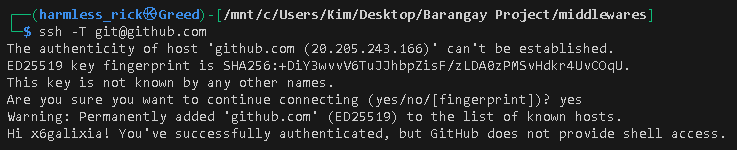 ┌──(harmless_rick㉿Greed)-[/mnt/c/Users/Kim/Desktop/Barangay Project/middlewares]
└─$ ssh -T git@github.com
The authenticity of host 'github.com (20.205.243.166)' can't be established.
ED25519 key fingerprint is SHA256:+DiY3wvvV6TuJJhbpZisF/zLDA0zPMSvHdkr4UvCOqU.
This key is not known by any other names.
Are you sure you want to continue connecting (yes/no/[fingerprint])? yes
Warning: Permanently added 'github.com' (ED25519) to the list of known hosts.
Hi x6galixia! You've successfully authenticated, but GitHub does not provide shell access.